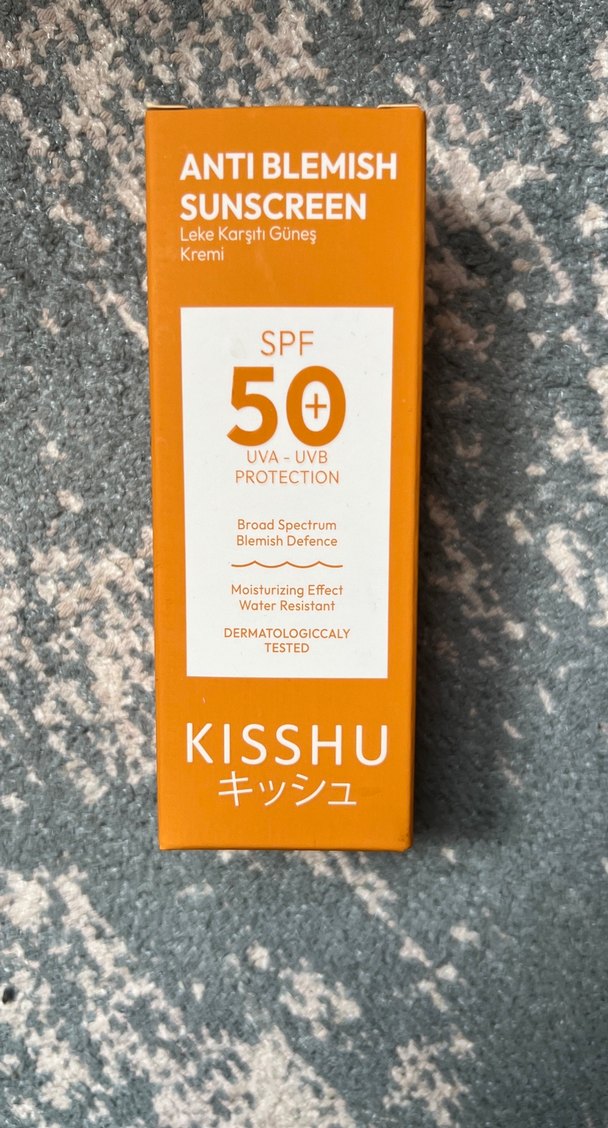 ANTI BLEMISH
SUNSCREEN
Leke Karşıtı Güneş
Kremi
SPF
50+
UVA - UVB
PROTECTION
Broad Spectrum
Blemish Defence
Moisturizing Effect
Water Resistant
DERMATOLOGICCALY
TESTED
KISSHU
キッシュ